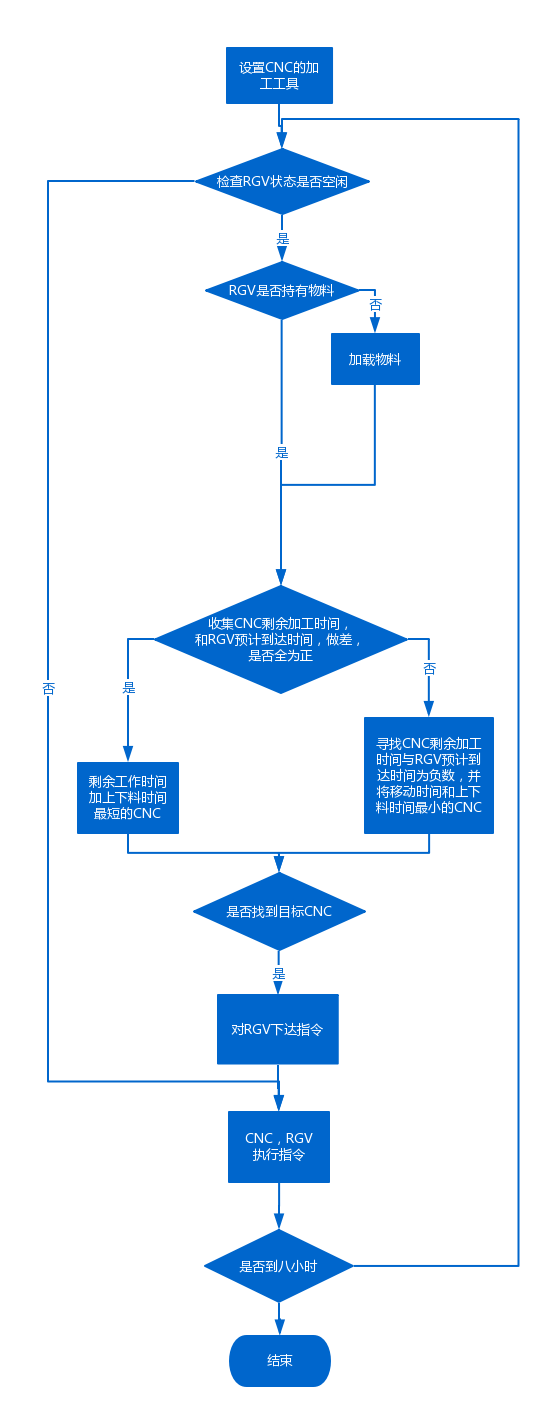 设置CNC的加
工工具
检查RGV状态是否空闲
是
RGV是否持有物料
否
加载物料
是
收集CNC剩余加工时间，
和RGV预计到达时间，做差，
是否全为正
否
是
否
寻找CNC剩余加工
时间与RGV预计到
达时间为负数，并
将移动时间和上下
料时间最小的CNC
剩余工作时间
加上下料时间
最短的CNC
是否找到目标CNC
是
对RGV下达指令
CNC，RGV
执行指令
是否到八小时
结束